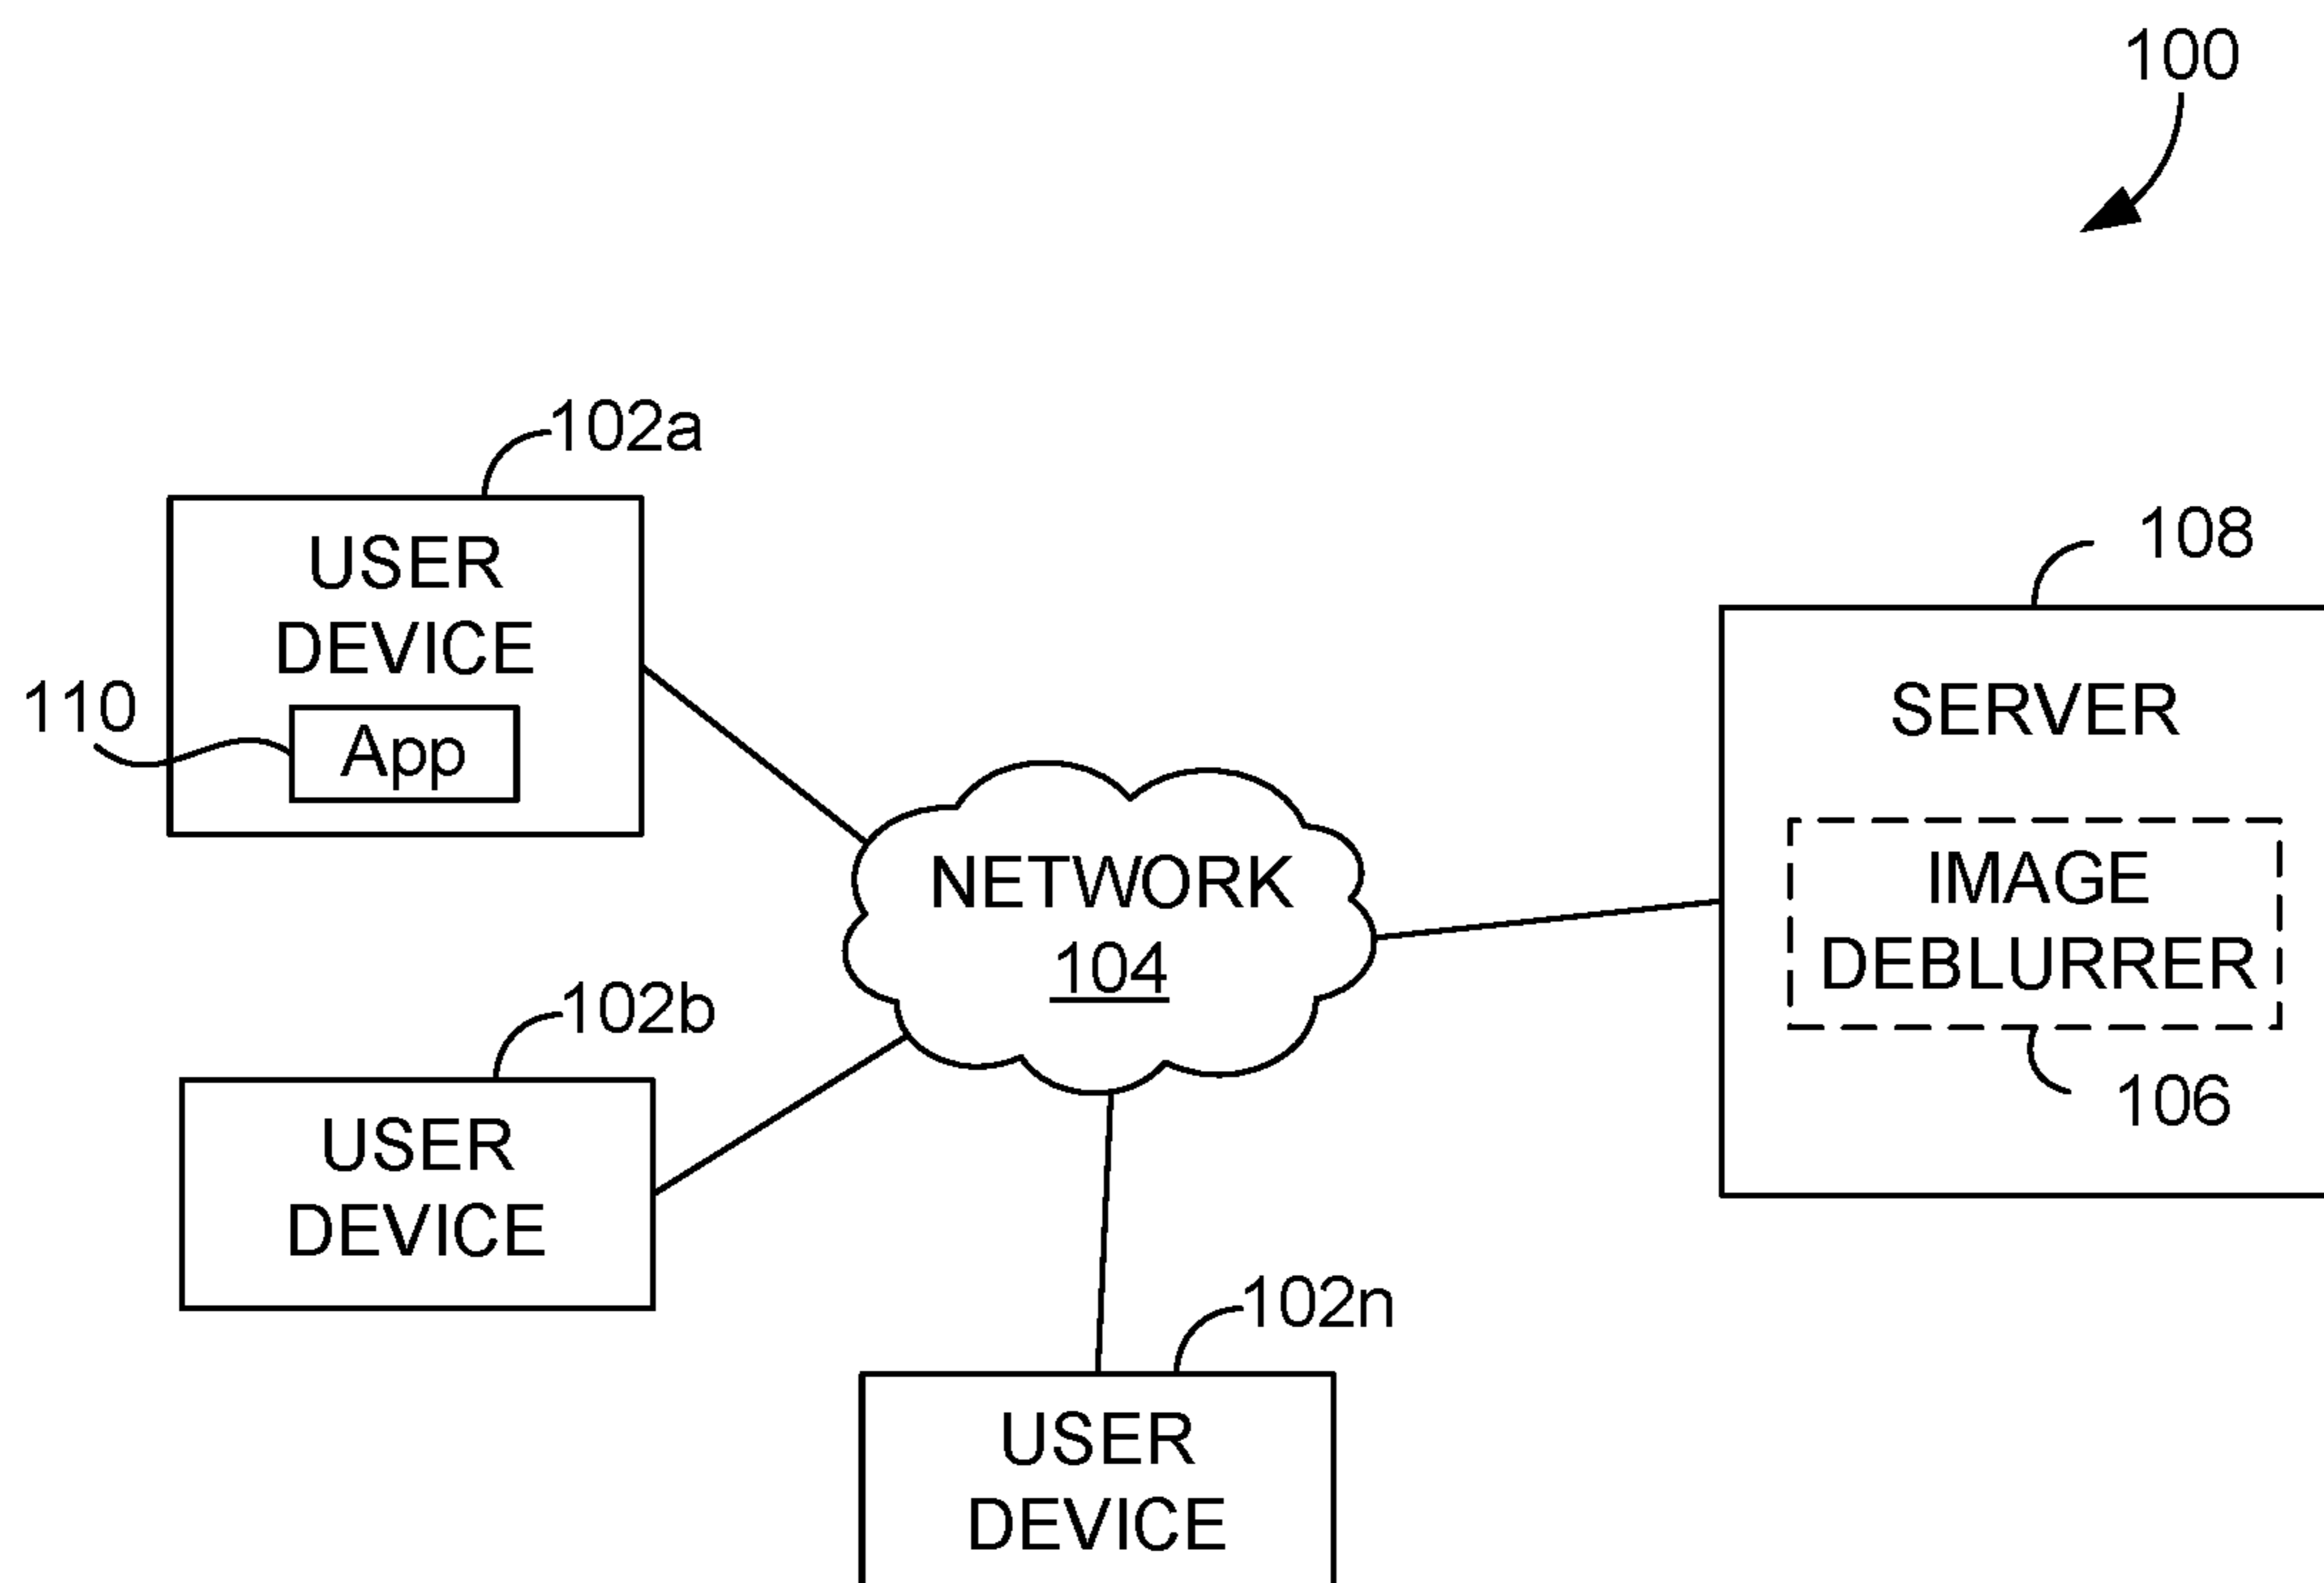 100
102a
USER
DEVICE
110
App
108
SERVER
IMAGE
DEBLURRER
106
NETWORK
104
102b
USER
DEVICE
102n
USER
DEVICE